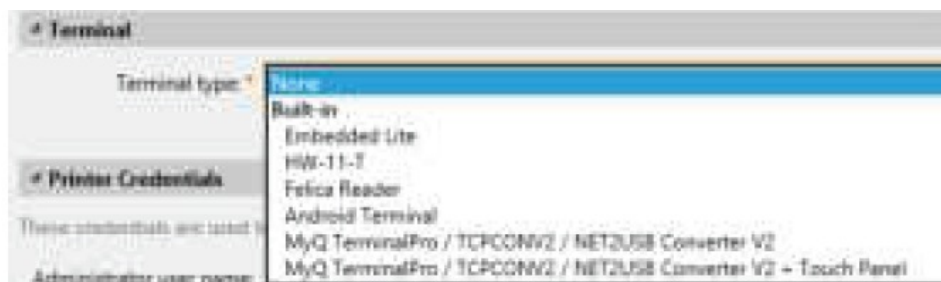 Terminal
Terminal type: * None
Built-in
Embedded Lite
HW-11-T
Felica Reader
Printer Credentials
Android Terminal
These credentials are used t
MyQ TerminalPro / TCPCONV2 / NET2USB Converter V2
MyQ TerminalPro / TCPCONV2 / NET2USB Converter V2 + Touch Panel
Administrator user name: